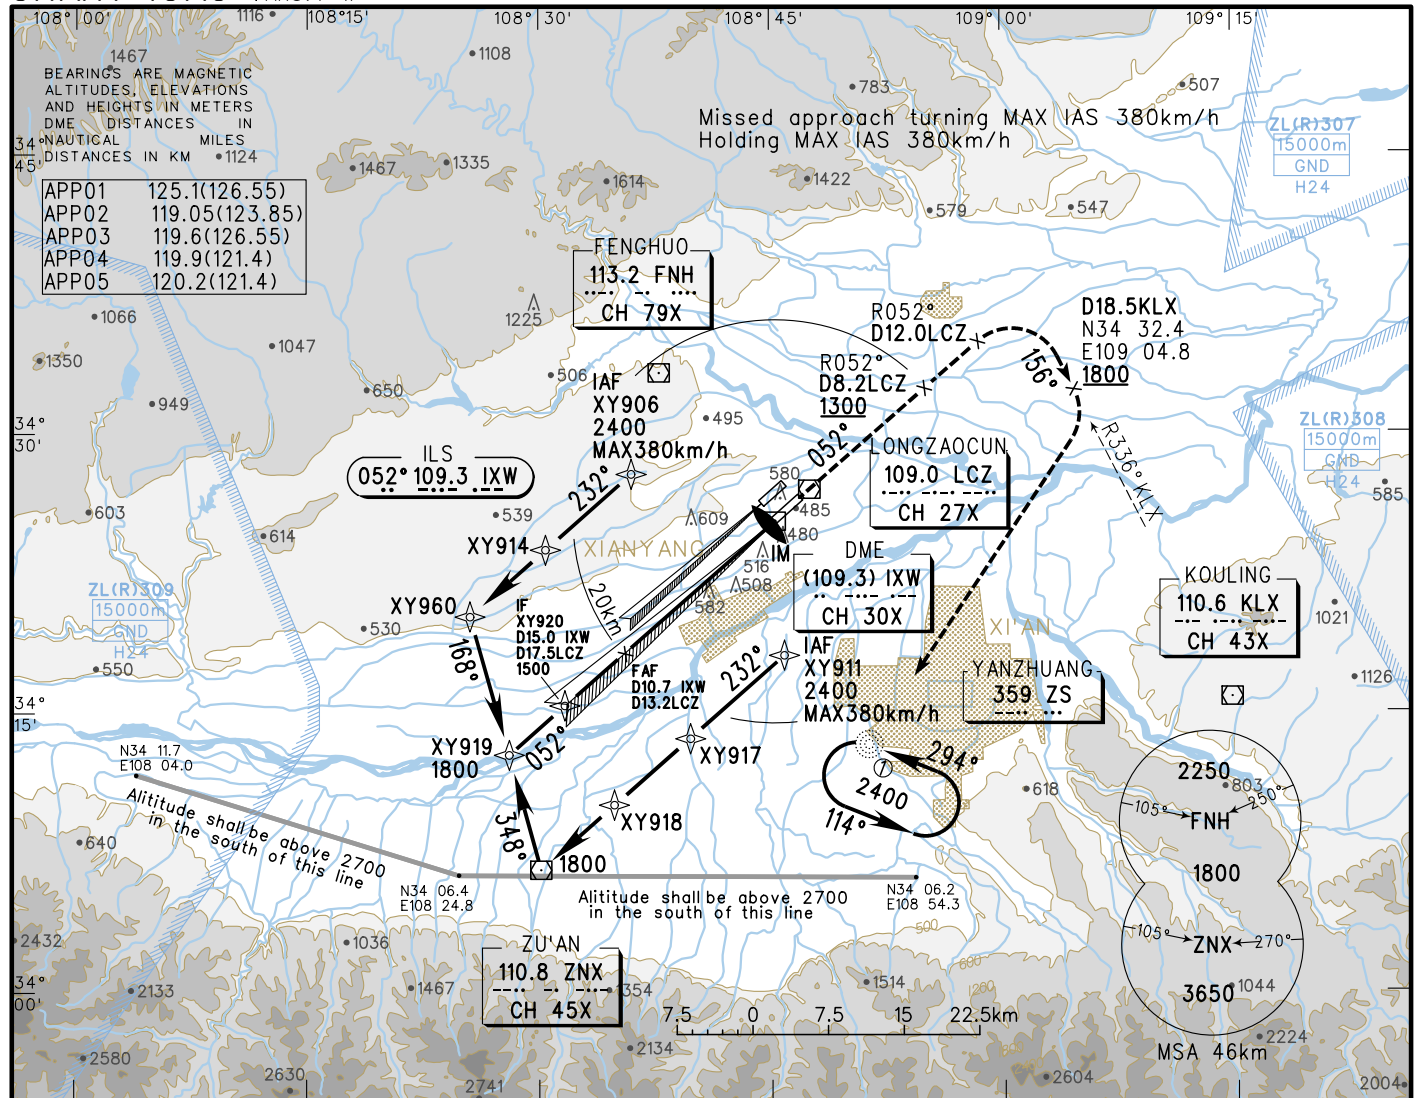 108° 00'
1116
108° 15'
108° 30'
108° 45'
109° 00'
109° 15'
1467
1108
783
507
BEARINGS ARE MAGNETIC
ALTITUDES, ELEVATIONS
AND HEIGHTS IN METERS
DME DISTANCES IN
NAUTICAL MILES
DISTANCES IN KM
34°
45'
1124
1467
1335
1614
1422
579
547
Missed approach turning MAX IAS 380km/h
Holding MAX IAS 380km/h
ZL(R)307
15000m
GND
H24
APP01 125.1(126.55)
APP02 119.05(123.85)
APP03 119.6(126.55)
APP04 119.9(121.4)
APP05 120.2(121.4)
FENGHUO
113.2 FNH
CH 79X
1225
1066
1350
1047
949
650
506
495
R052°
D12.0LCZ
R052°
D8.2LCZ
1300
D18.5KLX
N34 32.4
E109 04.8
1800
156°
IAF
XY906
2400
MAX380km/h
34°
30'
ILS
052° 109.3 IXW
232°
052°
LONGZAOCUN
109.0 LCZ
CH 27X
R336° KLX
ZL(R)308
15000m
GND
H24
585
603
614
539
609
580
485
480
516
508
582
IM
XIANYANG
XY914
20km
DME
(109.3) IXW
CH 30X
KOULING
110.6 KLX
CH 43X
1021
1126
ZL(R)309
15000m
GND
H24
XY960
530
550
168°
IF
XY920
D15.0 IXW
D17.5LCZ
1500
FAF
D10.7 IXW
D13.2LCZ
232°
IAF
XY911
2400
MAX380km/h
XI'AN
YANZHUANG
359 ZS
34°
15'
XY919
1800
052°
XY917
XY918
N34 11.7
E108 04.0
Alititude shall be above 2700
in the south of this line
640
348°
1800
294°
7
2400
114°
618
2250
803
105°
250°
FNH
1800
105°
ZNX
270°
3650
1044
MSA 46km
N34 06.4
E108 24.8
Alititude shall be above 2700
in the south of this line
N34 06.2
E108 54.3
500
600
2432
1036
ZU'AN
110.8 ZNX
CH 45X
1354
1514
34°
00'
2133
1467
7.5 0 7.5 15 22.5km
2580
2134
2224
2630
2741
2604
2004